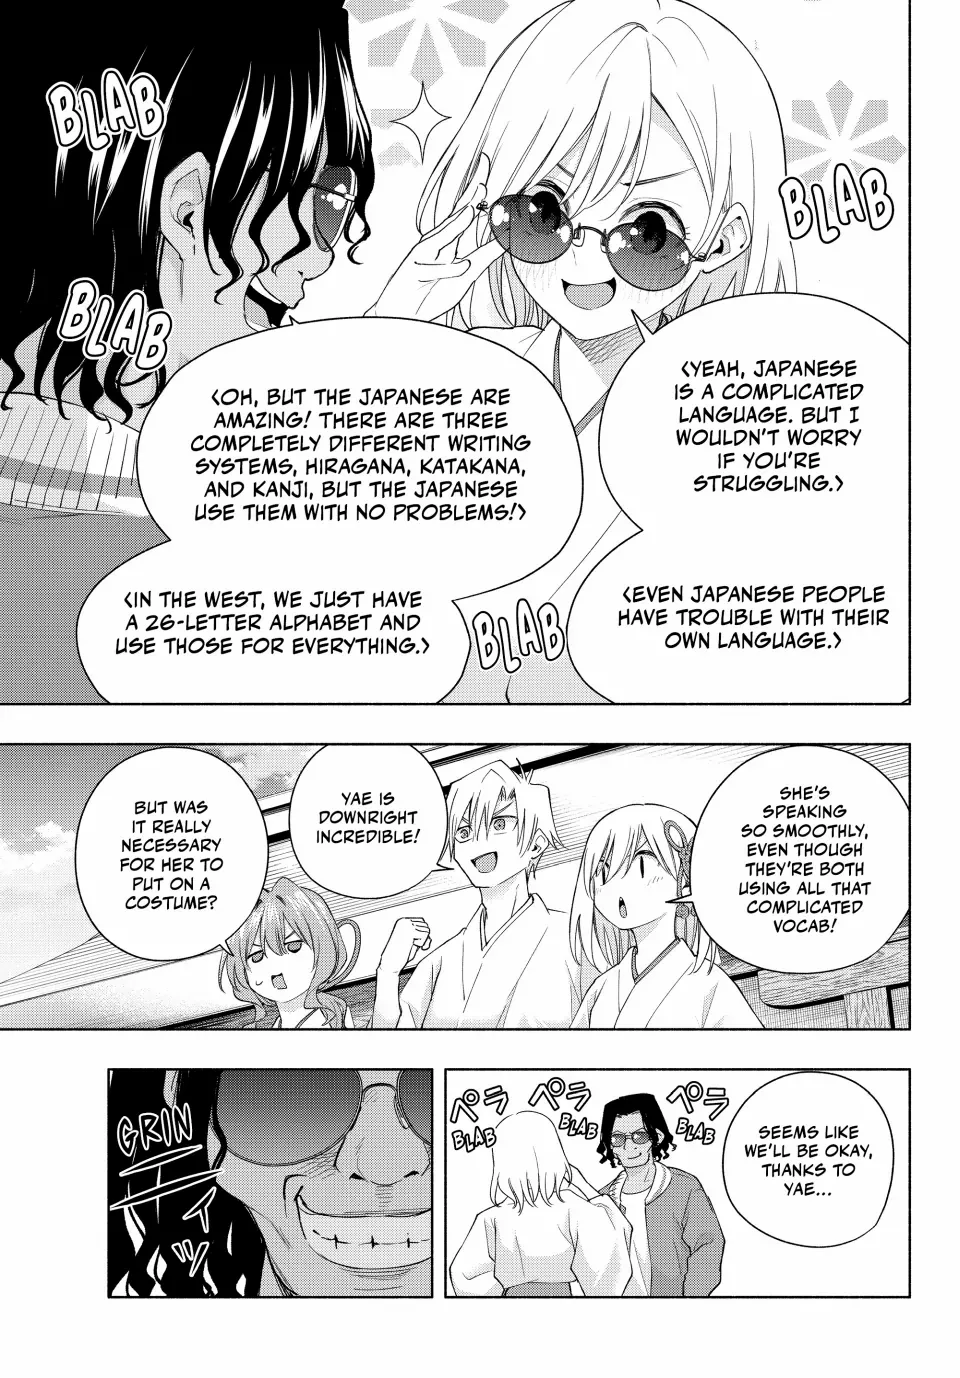 BLAB
BLAB
BLAB
<YEAH, JAPANESE
IS A COMPLICATED
LANGUAGE. BUT I
WOULDN'T WORRY
IF YOU'RE
STRUGGLING.>
<EVEN JAPANESE PEOPLE
HAVE TROUBLE WITH THEIR
OWN LANGUAGE.>
<OH, BUT THE JAPANESE ARE
AMAZING! THERE ARE THREE
COMPLETELY DIFFERENT WRITING
SYSTEMS, HIRAGANA, KATAKANA,
AND KANJI, BUT THE JAPANESE
USE THEM WITH NO PROBLEMS!>
<IN THE WEST, WE JUST HAVE
A 26-LETTER ALPHABET AND
USE THOSE FOR EVERYTHING.>
BLAB
SHE'S
SPEAKING
SO SMOOTHLY,
EVEN THOUGH
THEY'RE BOTH
USING ALL THAT
COMPLICATED
VOCAB!
YAE IS
DOWNRIGHT
INCREDIBLE!
BUT WAS
IT REALLY
NECESSARY
FOR HER TO
PUT ON A
COSTUME?
SEEMS LIKE
WE'LL BE OKAY,
THANKS TO
YAE...
ペラ
BLAB
ペラ
BLAB
ペラ
BLAB
GRIN
ニィッ